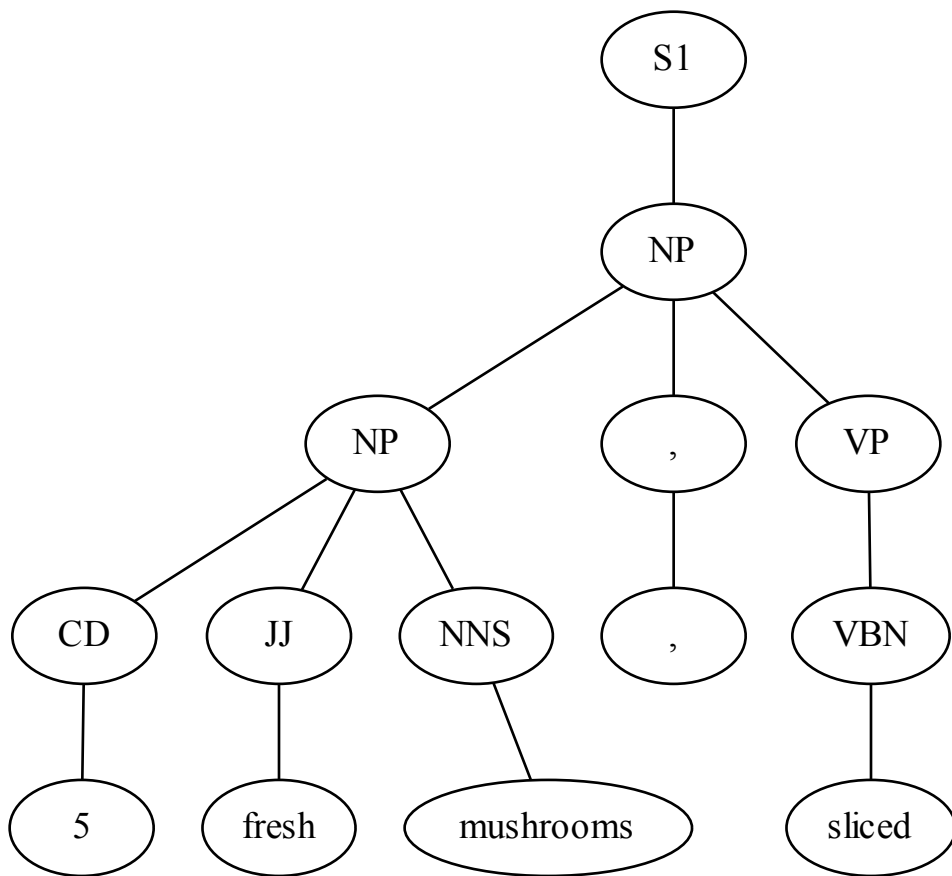 S1
NP
NP , VP
CD JJ NNS , VBN
5 fresh mushrooms sliced